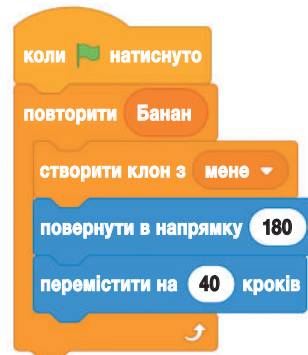 коли натиснуто
повторити Банан
створити клон з мене
повернути в напрямку 180
перемістити на 40 кроків